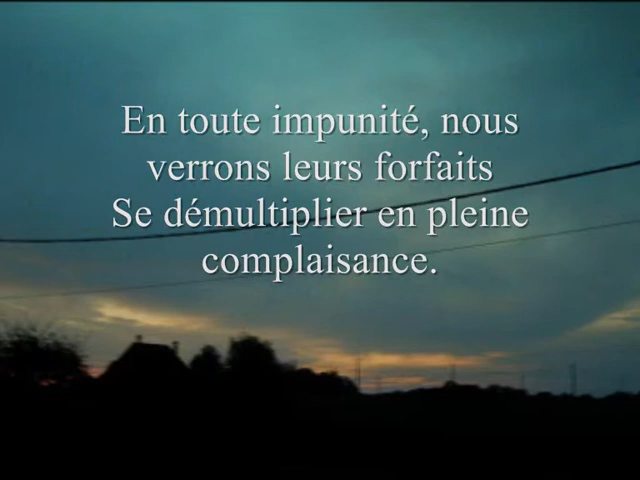 En toute impunité, nous
verrons leurs forfaits
Se démultiplier en pleine
complaisance.